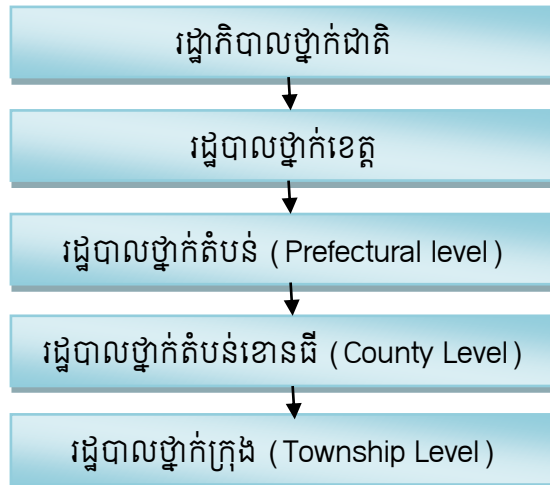 រដ្ឋាភិបាលថ្នាក់ជាតិ
រដ្ឋបាលថ្នាក់ខេត្ត
រដ្ឋបាលថ្នាក់តំបន់ (Prefectural level)
រដ្ឋបាលថ្នាក់តំបន់ខោនធី (County Level)
រដ្ឋបាលថ្នាក់ក្រុង (Township Level)